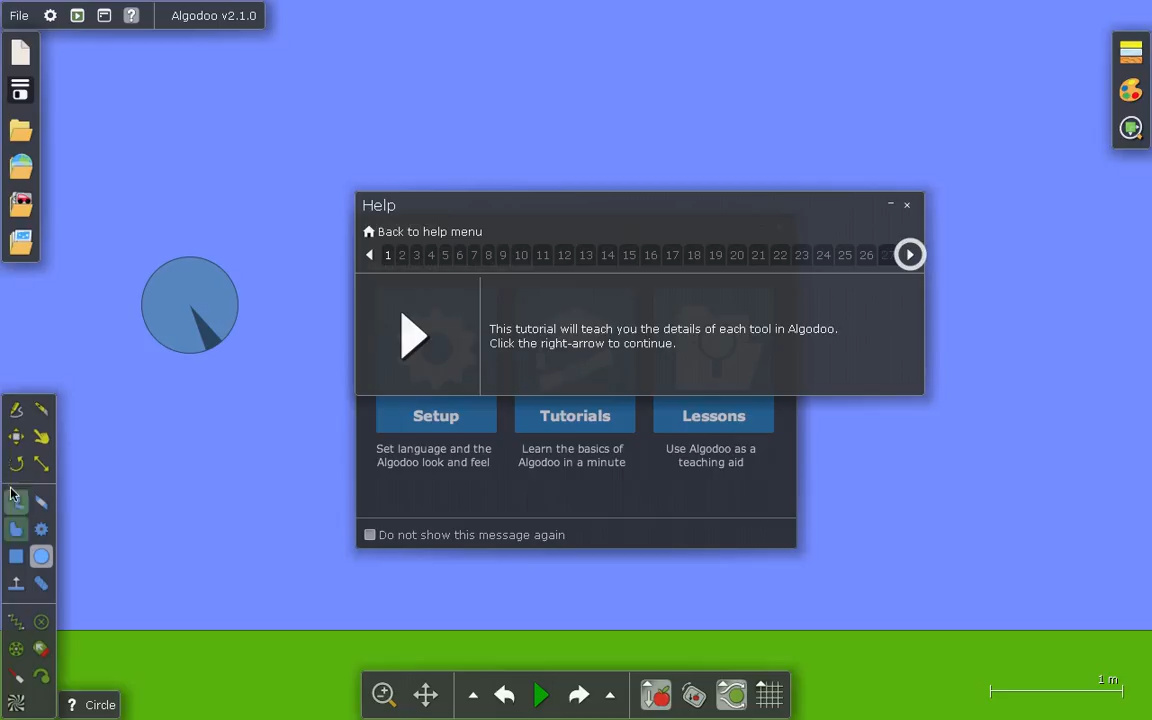 File
Algodoo v2.1.0
Help
Back to help menu
1 2 3 4 5 6 7 8 9 10 11 12 13 14 15 16 17 18 19 20 21 22 23 24 25 26 27
This tutorial will teach you the details of each tool in Algodoo.
Click the right-arrow to continue.
Setup
Tutorials
Lessons
Set language and the
Algodoo look and feel
Learn the basics of
Algodoo in a minute
Use Algodoo as a
teaching aid
Do not show this message again
1 m
? Circle